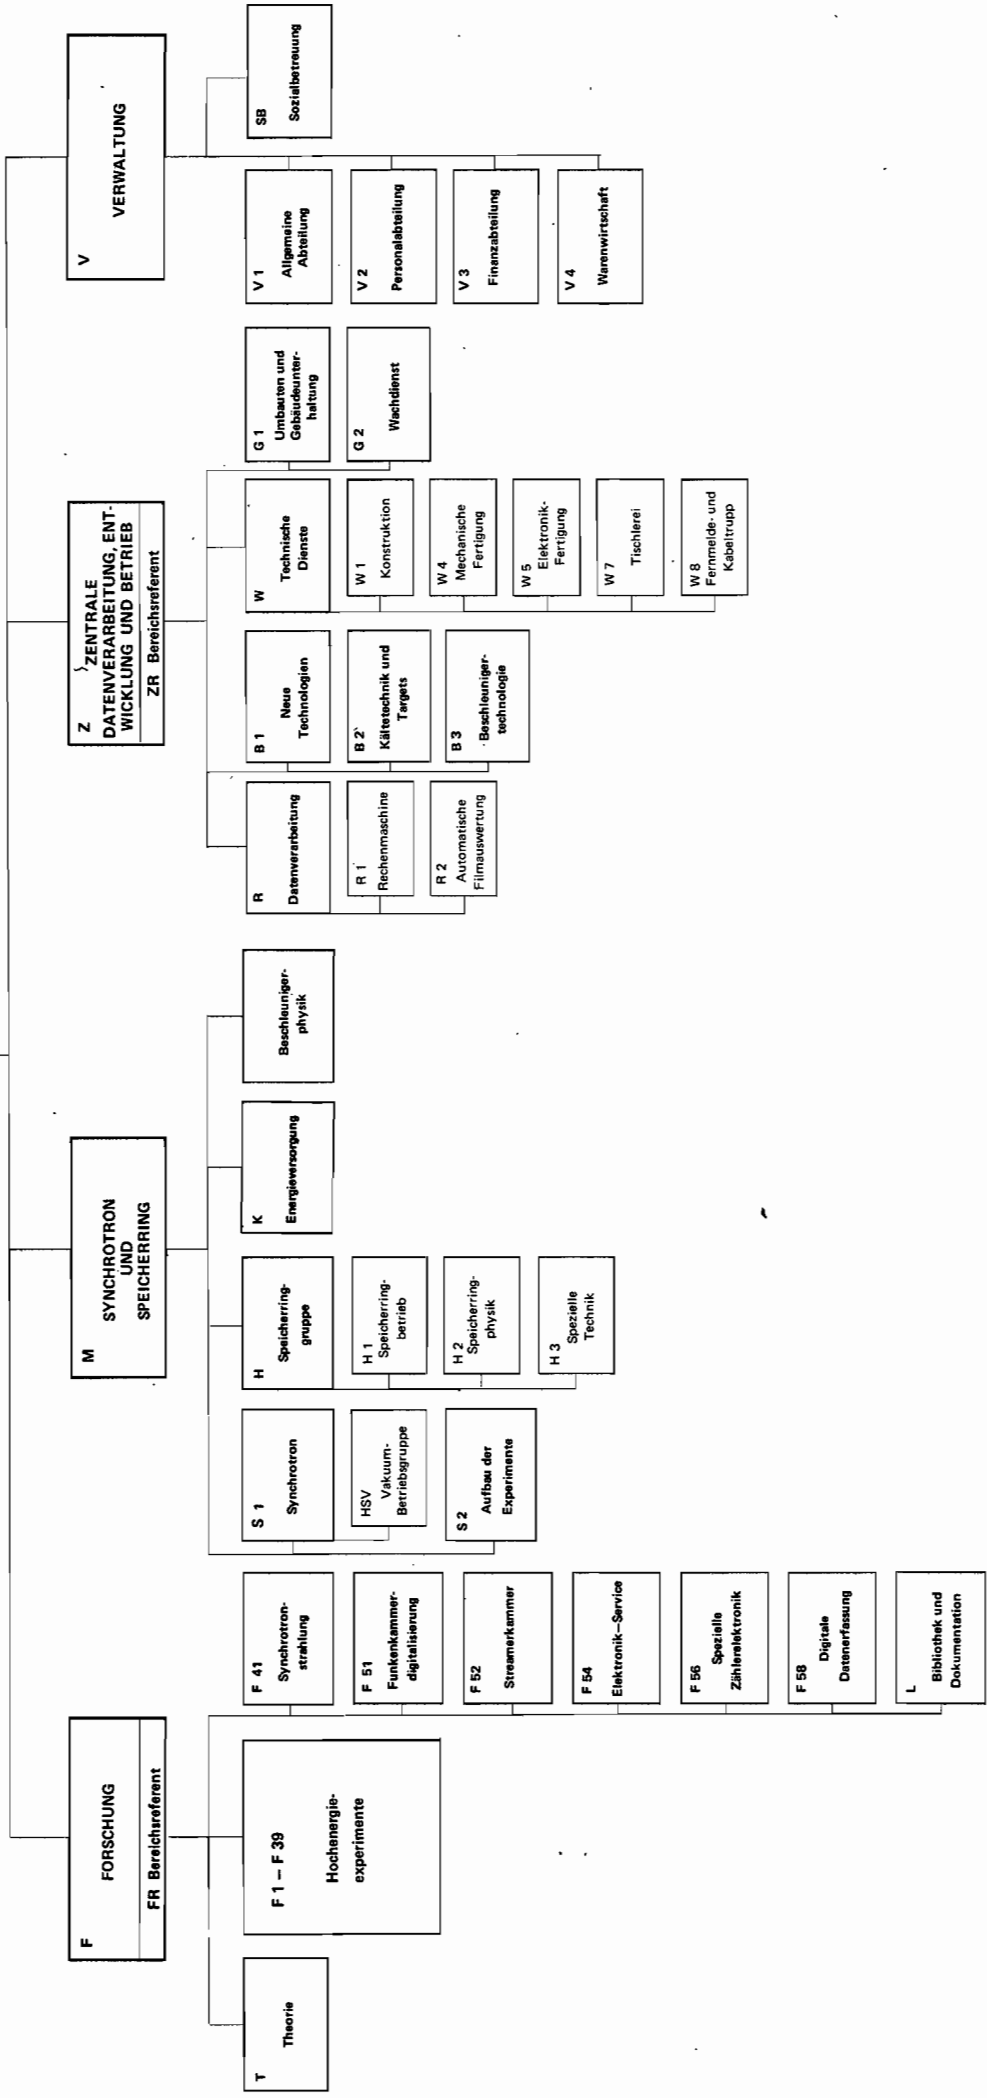 F
FORSCHUNG
FR Bereichsreferent
T
Theorie
F 1 – F 39
Hochenergie-
experimente
F 41
Synchrotron-
strahlung
F 51
Funkenkammer-
digitalisierung
F 52
Streamerkammer
F 54
Elektronik–Service
F 56
Spezielle
Zählerelektronik
F 58
Digitale
Datenerfassung
L
Bibliothek und
Dokumentation
M
SYNCHROTRON
UND
SPEICHERRING
S 1
Synchrotron
HSV
Vakuum-
Betriebsgruppe
S 2
Aufbau der
Experimente
H
Speicherring-
gruppe
H 1
Speicherring-
betrieb
H 2
Speicherring-
physik
H 3
Spezielle
Technik
K
Energieversorgung
Beschleuniger-
physik
Z
ZENTRALE
DATENVERARBEITUNG, ENT-
WICKLUNG UND BETRIEB
ZR Bereichsreferent
R
Datenverarbeitung
R 1
Rechenmaschine
R 2
Automatische
Filmauswertung
B 1
Neue
Technologien
B 2
Kältetechnik und
Targets
B 3
Beschleuniger-
technologie
W
Technische
Dienste
W 1
Konstruktion
W 4
Mechanische
Fertigung
W 5
Elektronik-
Fertigung
W 7
Tischlerei
W 8
Fernmelde- und
Kabeltrupp
G 1
Umbauten und
Gebäudeunter-
haltung
G 2
Wachdienst
V
VERWALTUNG
V 1
Allgemeine
Abteilung
V 2
Personalabteilung
V 3
Finanzabteilung
V 4
Warenwirtschaft
SB
Sozialbetreuung